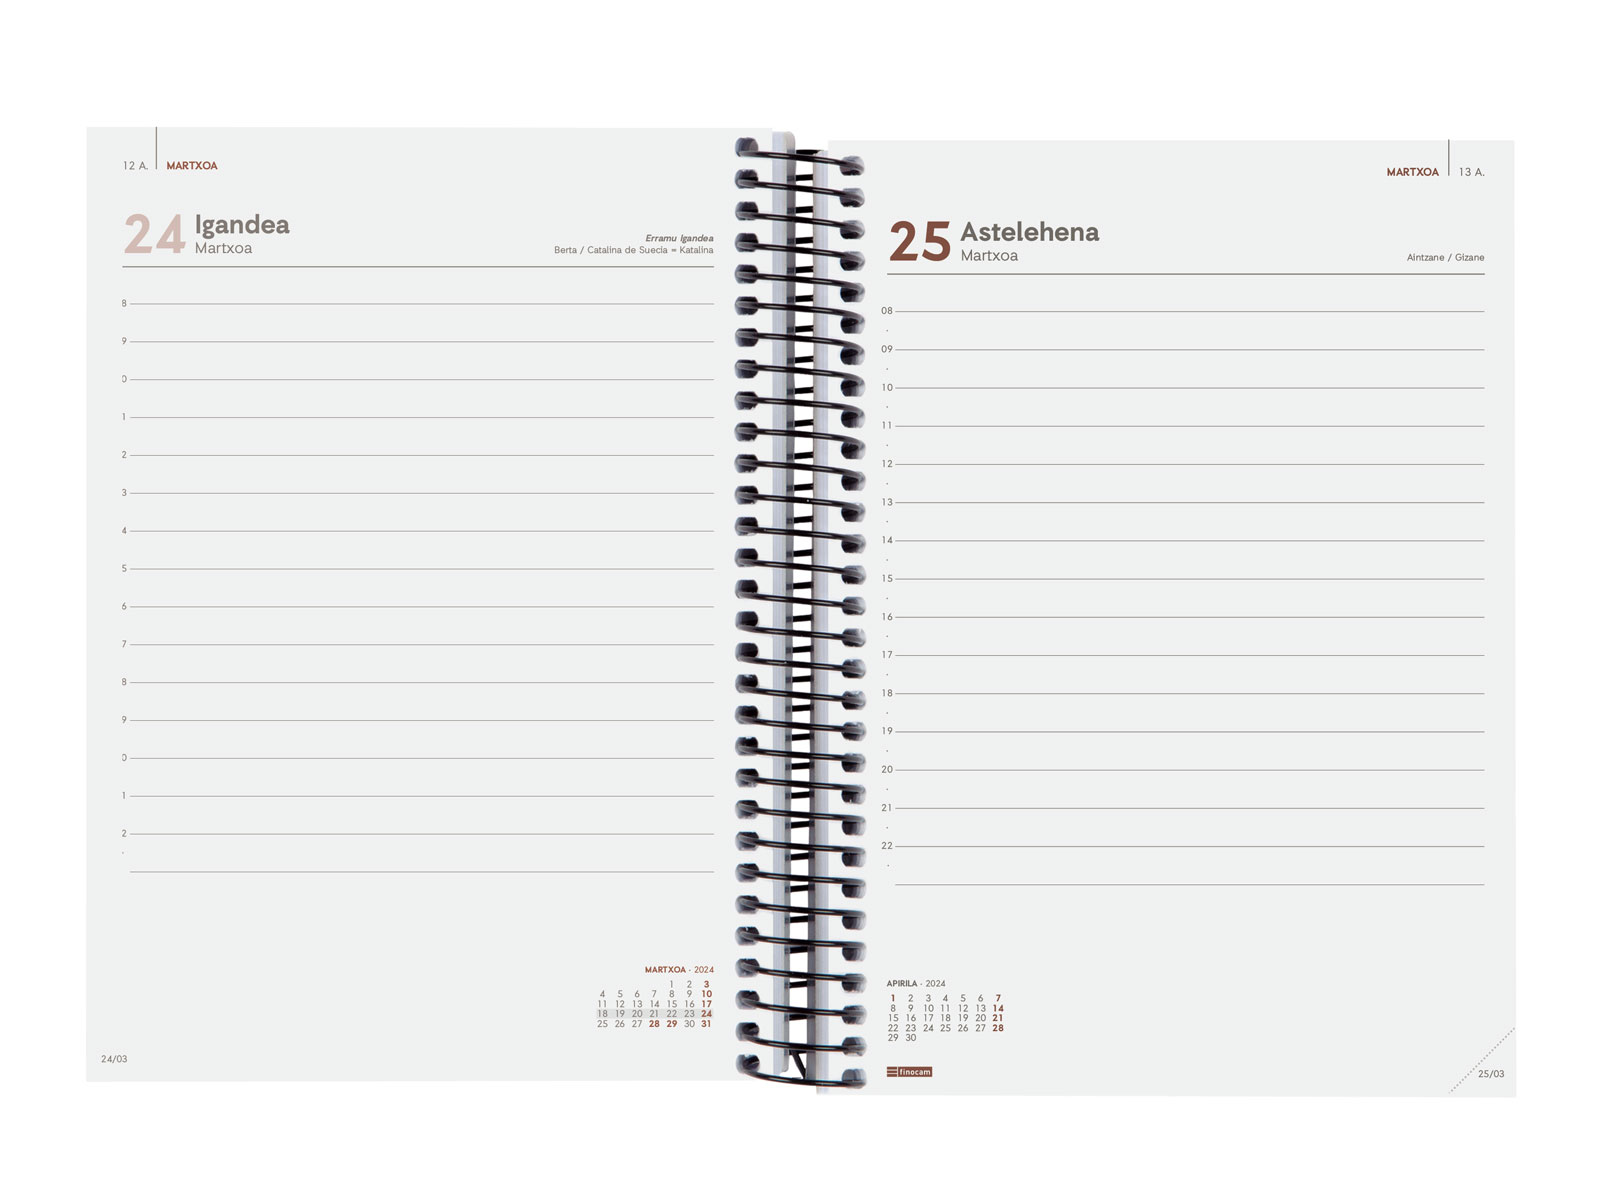 12 A. MARTXOA
24 Igandea
Martxoa
Erramu Igandea
Berta / Catalina de Suecia = Katalina
8
9
0
1
2
3
4
5
6
7
8
9
0
1
2
MARTXOA · 2024
1 2 3
4 5 6 7 8 9 10
11 12 13 14 15 16 17
18 19 20 21 22 23 24
25 26 27 28 29 30 31
24/03
MARTXOA 13 A.
25 Astelehena
Martxoa
Aintzane / Gizane
08
09
10
11
12
13
14
15
16
17
18
19
20
21
22
APIRILA · 2024
1 2 3 4 5 6 7
8 9 10 11 12 13 14
15 16 17 18 19 20 21
22 23 24 25 26 27 28
29 30
finocam
25/03